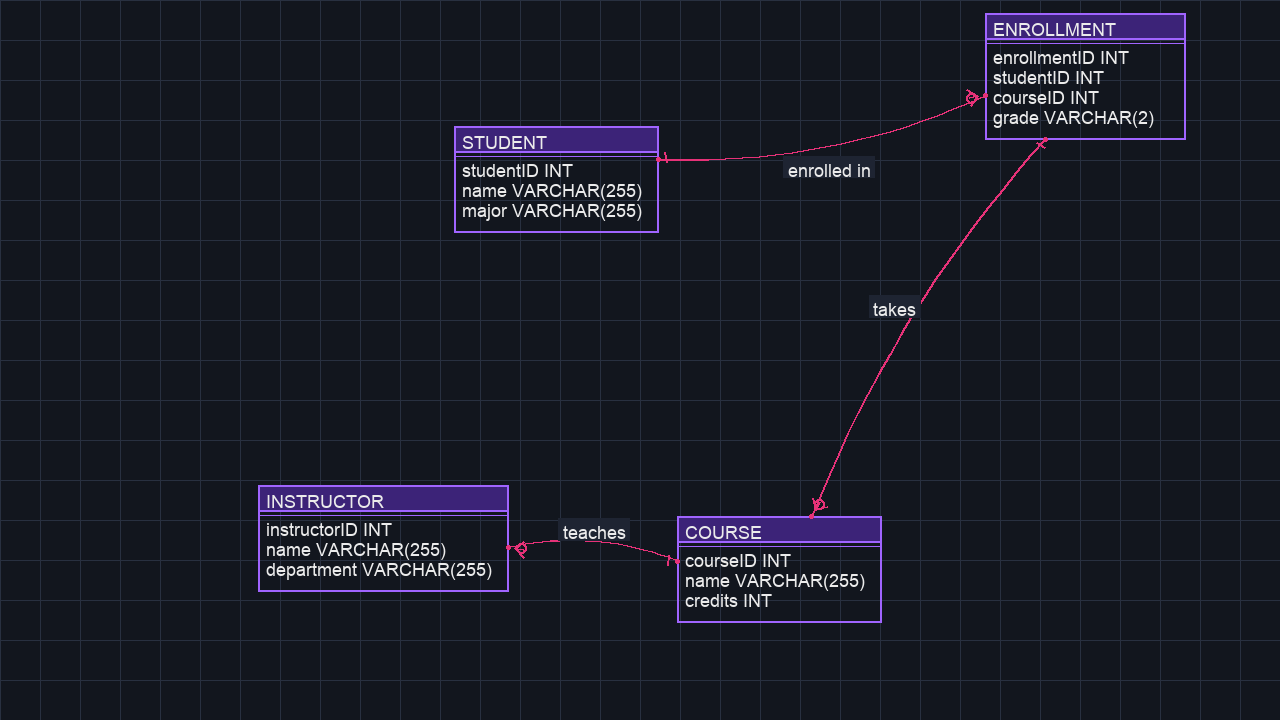 ENROLLMENT
enrollmentID INT
studentID INT
courseID INT
grade VARCHAR(2)
STUDENT
studentID INT
name VARCHAR(255)
major VARCHAR(255)
enrolled in
takes
INSTRUCTOR
instructorID INT
name VARCHAR(255)
department VARCHAR(255)
teaches
COURSE
courseID INT
name VARCHAR(255)
credits INT